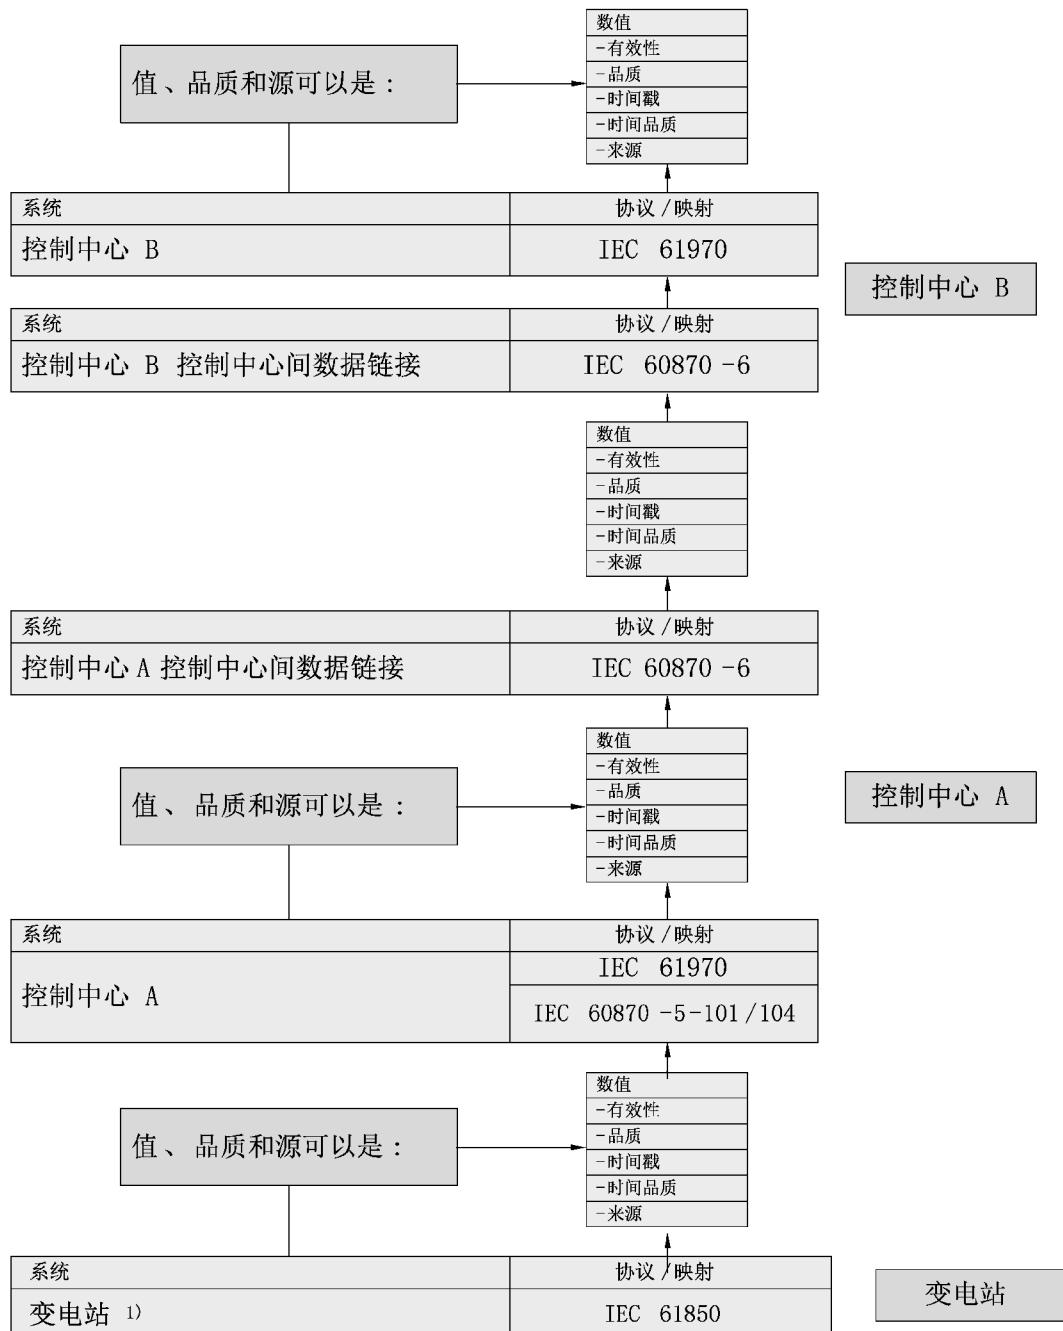 数值
-有效性
-品质
-时间戳
-时间品质
-来源
值、品质和源可以是：
系统 协议/映射
控制中心 B IEC 61970
控制中心 B
系统 协议/映射
控制中心 B 控制中心间数据链接 IEC 60870-6
数值
-有效性
-品质
-时间戳
-时间品质
-来源
系统 协议/映射
控制中心A 控制中心间数据链接 IEC 60870-6
数值
-有效性
-品质
-时间戳
-时间品质
-来源
值、品质和源可以是：
控制中心 A
系统 协议/映射
控制中心 A IEC 61970
IEC 60870-5-101/104
数值
-有效性
-品质
-时间戳
-时间品质
-来源
值、品质和源可以是：
系统 协议/映射
变电站 1) IEC 61850
变电站